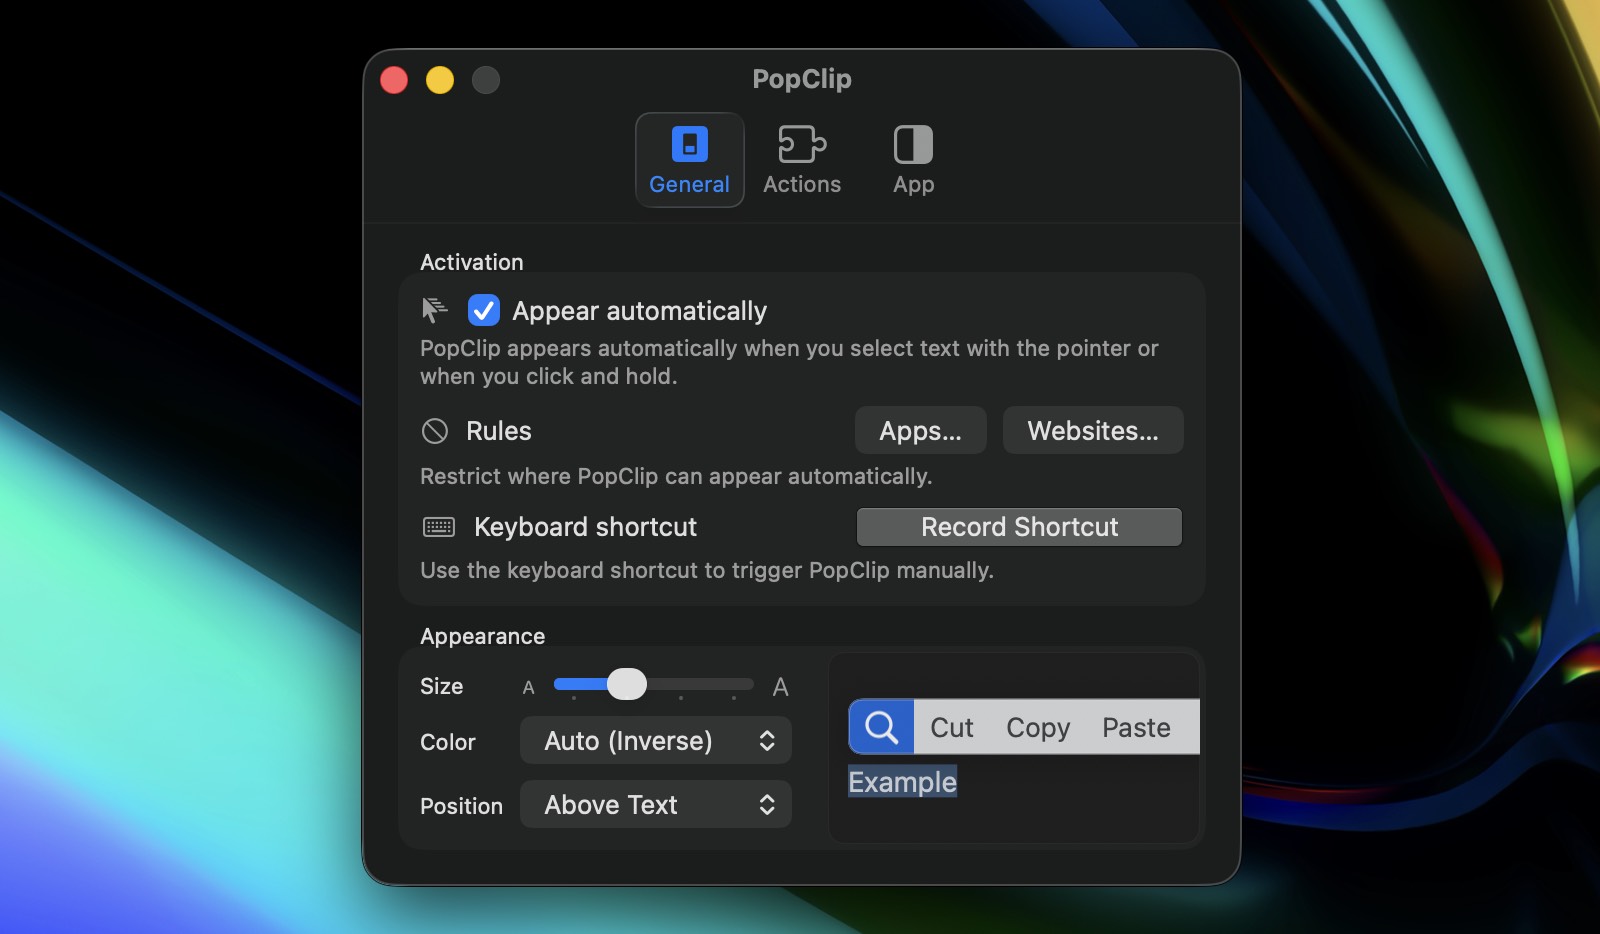 PopClip
General Actions App
Activation
Appear automatically
PopClip appears automatically when you select text with the pointer or
when you click and hold.
Rules Apps... Websites...
Restrict where PopClip can appear automatically.
Keyboard shortcut Record Shortcut
Use the keyboard shortcut to trigger PopClip manually.
Appearance
Size A A
Color Auto (Inverse)
Position Above Text
Cut Copy Paste
Example